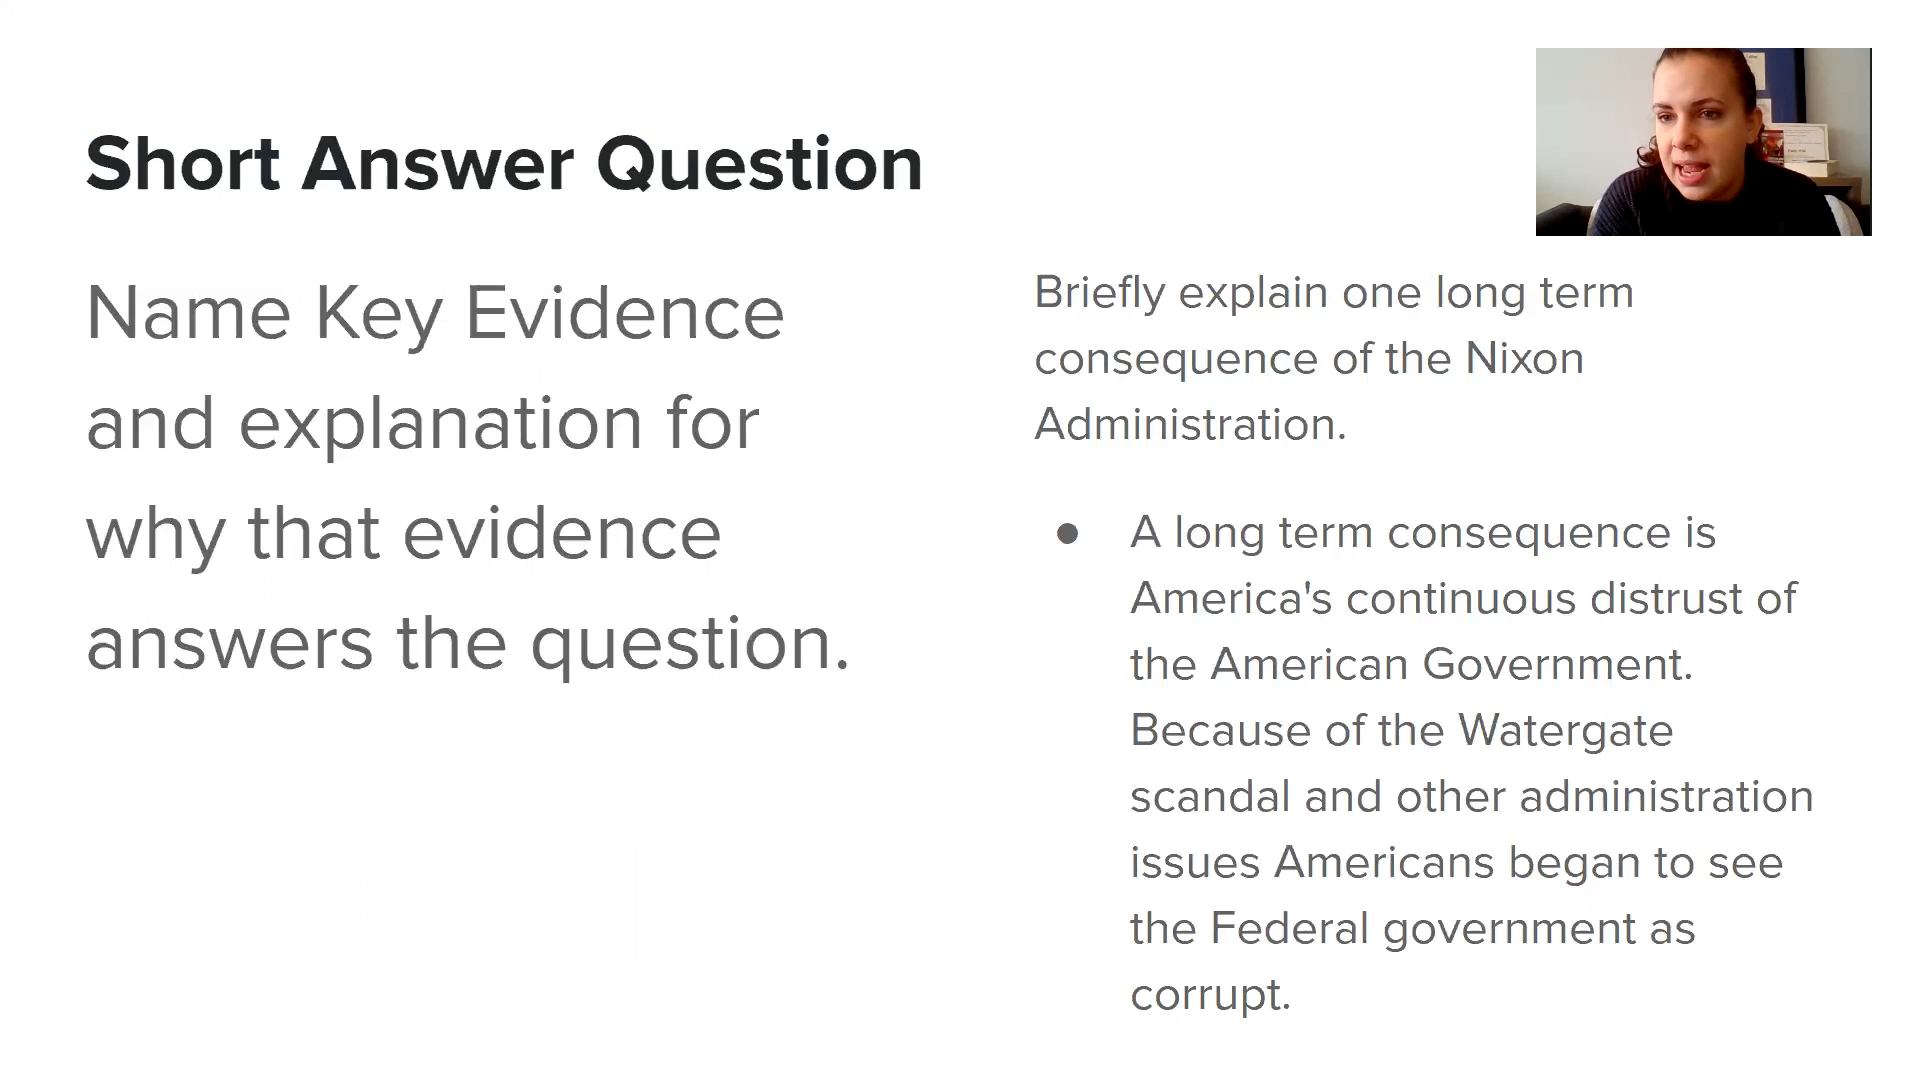 Short Answer Question
Name Key Evidence
and explanation for
why that evidence
answers the question.
Briefly explain one long term
consequence of the Nixon
Administration.
● A long term consequence is
America's continuous distrust of
the American Government.
Because of the Watergate
scandal and other administration
issues Americans began to see
the Federal government as
corrupt.